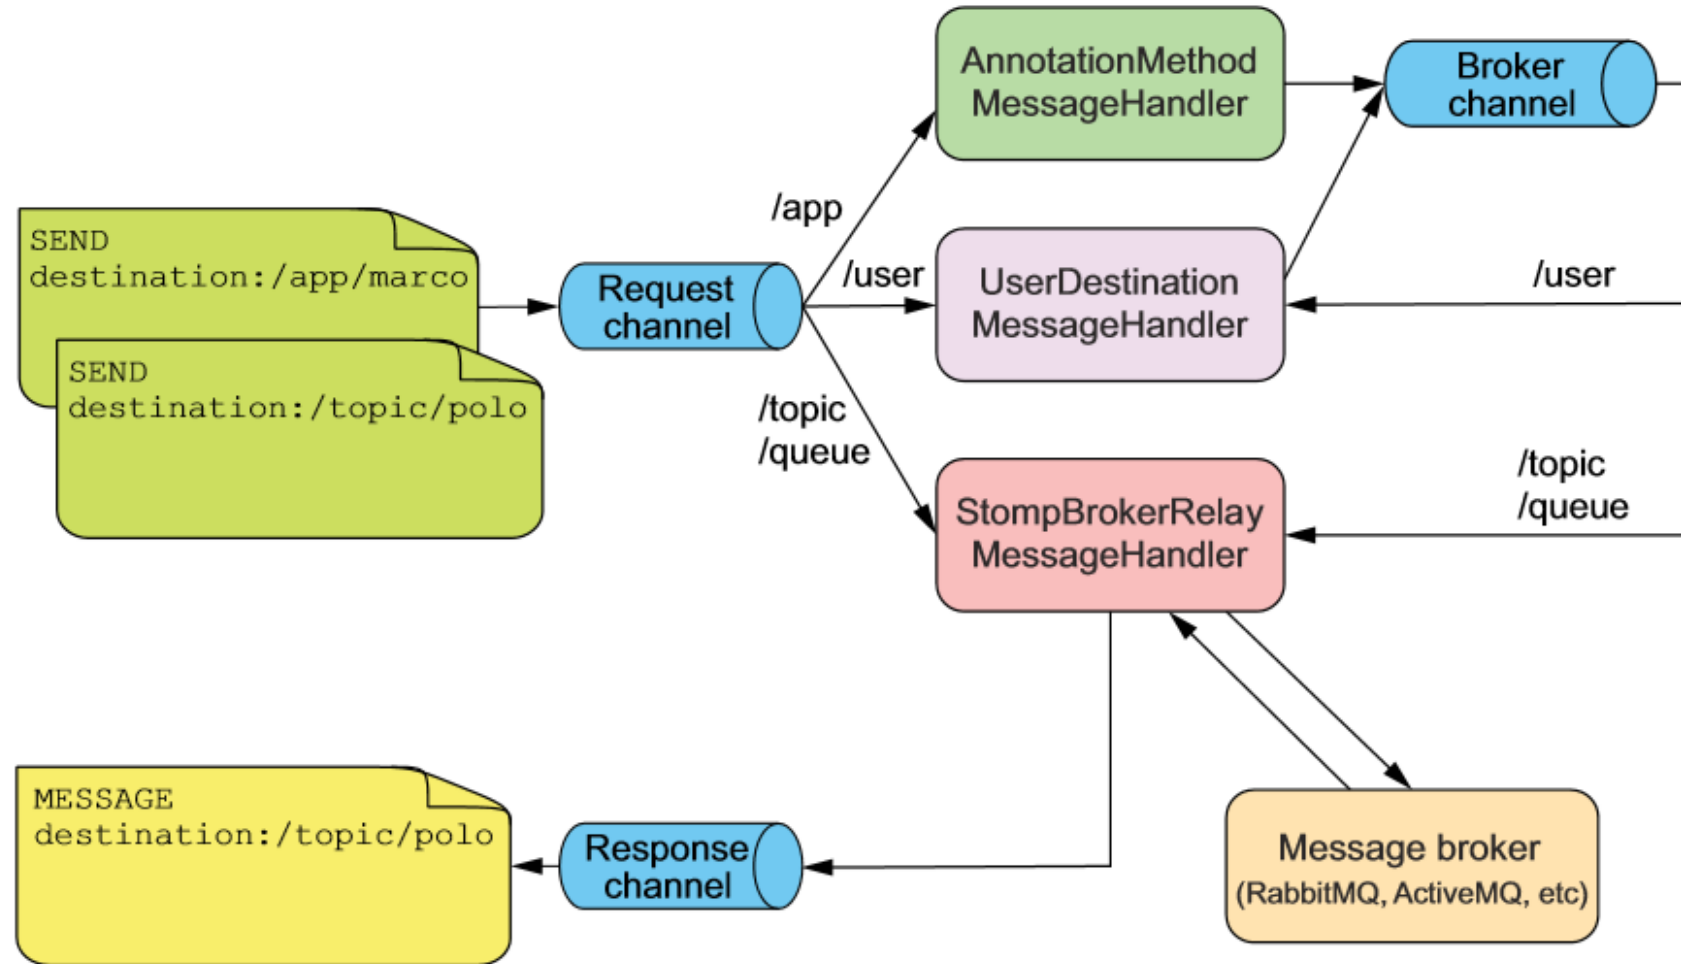 AnnotationMethod
MessageHandler
Broker
channel
/app
SEND
destination:/app/marco
Request
channel
/user
UserDestination
MessageHandler
/user
SEND
destination:/topic/polo
/topic
/queue
StompBrokerRelay
MessageHandler
/topic
/queue
MESSAGE
destination:/topic/polo
Response
channel
Message broker
(RabbitMQ, ActiveMQ, etc)